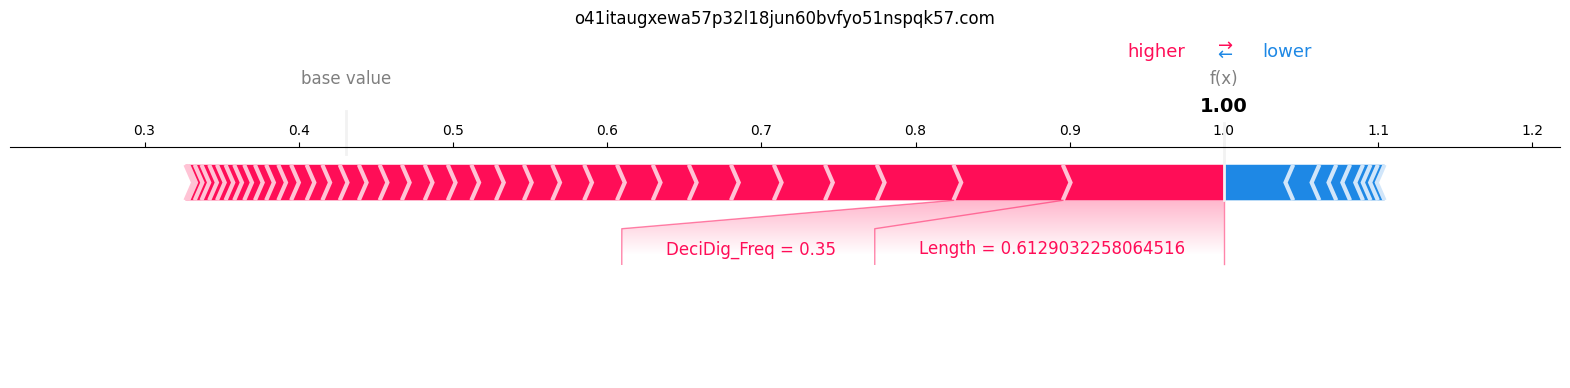 o41itaugxewa57p32l18jun60bvfyo51nspqk57.com
higher ⇄ lower
base value f(x)
1.00
0.3 0.4 0.5 0.6 0.7 0.8 0.9 1.0 1.1 1.2
DeciDig_Freq = 0.35 Length = 0.6129032258064516